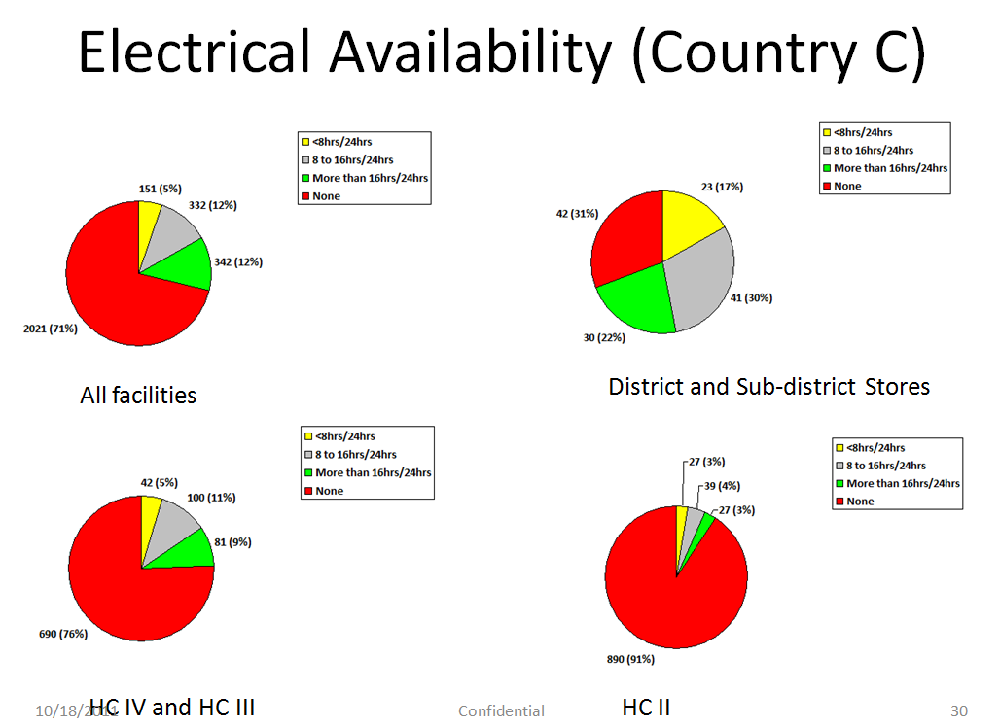 Electrical Availability (Country C)
<8hrs/24hrs
8 to 16hrs/24hrs
More than 16hrs/24hrs
None
151 (5%)
332 (12%)
342 (12%)
2021 (71%)
All facilities
<8hrs/24hrs
8 to 16hrs/24hrs
More than 16hrs/24hrs
None
23 (17%)
42 (31%)
41 (30%)
30 (22%)
District and Sub-district Stores
<8hrs/24hrs
8 to 16hrs/24hrs
More than 16hrs/24hrs
None
42 (5%)
100 (11%)
81 (9%)
690 (76%)
HC IV and HC III
<8hrs/24hrs
8 to 16hrs/24hrs
More than 16hrs/24hrs
None
27 (3%)
39 (4%)
27 (3%)
890 (91%)
HC II
10/18/2011
Confidential
30